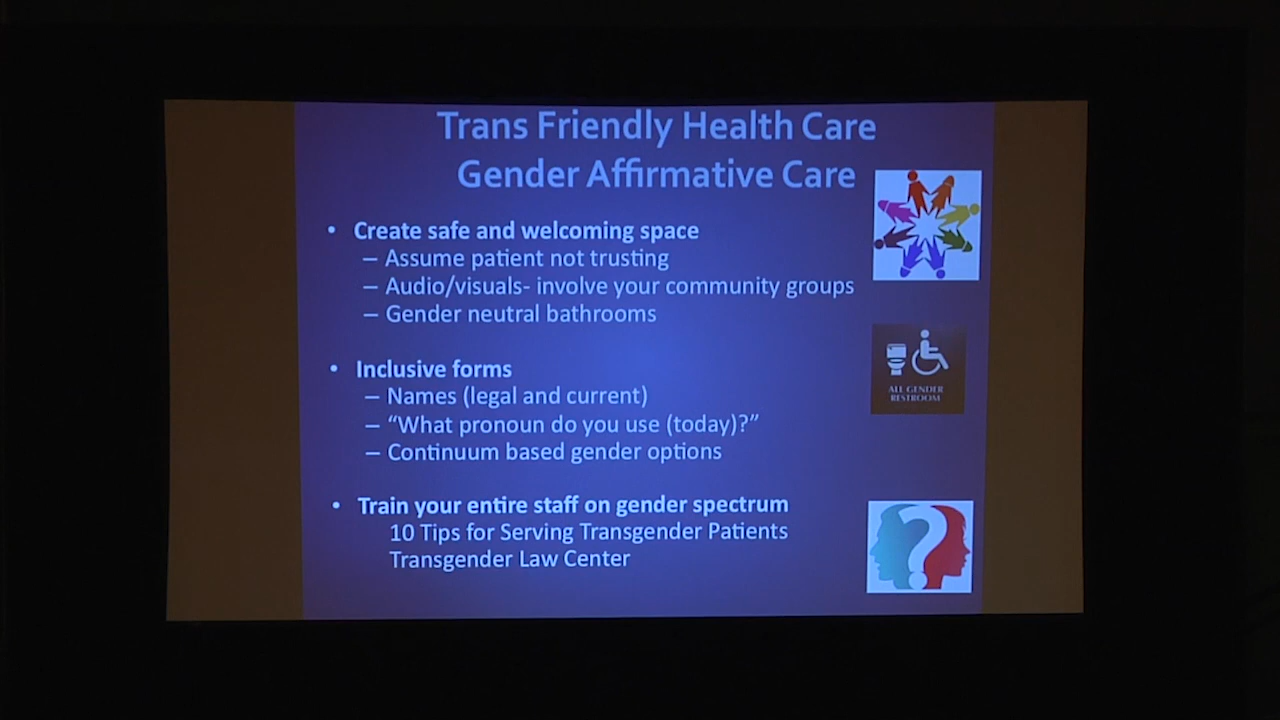 Trans Friendly Health Care
Gender Affirmative Care
• Create safe and welcoming space
– Assume patient not trusting
– Audio/visuals- involve your community groups
– Gender neutral bathrooms
• Inclusive forms
– Names (legal and current)
– “What pronoun do you use (today)?”
– Continuum based gender options
• Train your entire staff on gender spectrum
10 Tips for Serving Transgender Patients
Transgender Law Center
ALL GENDER
RESTROOM
?